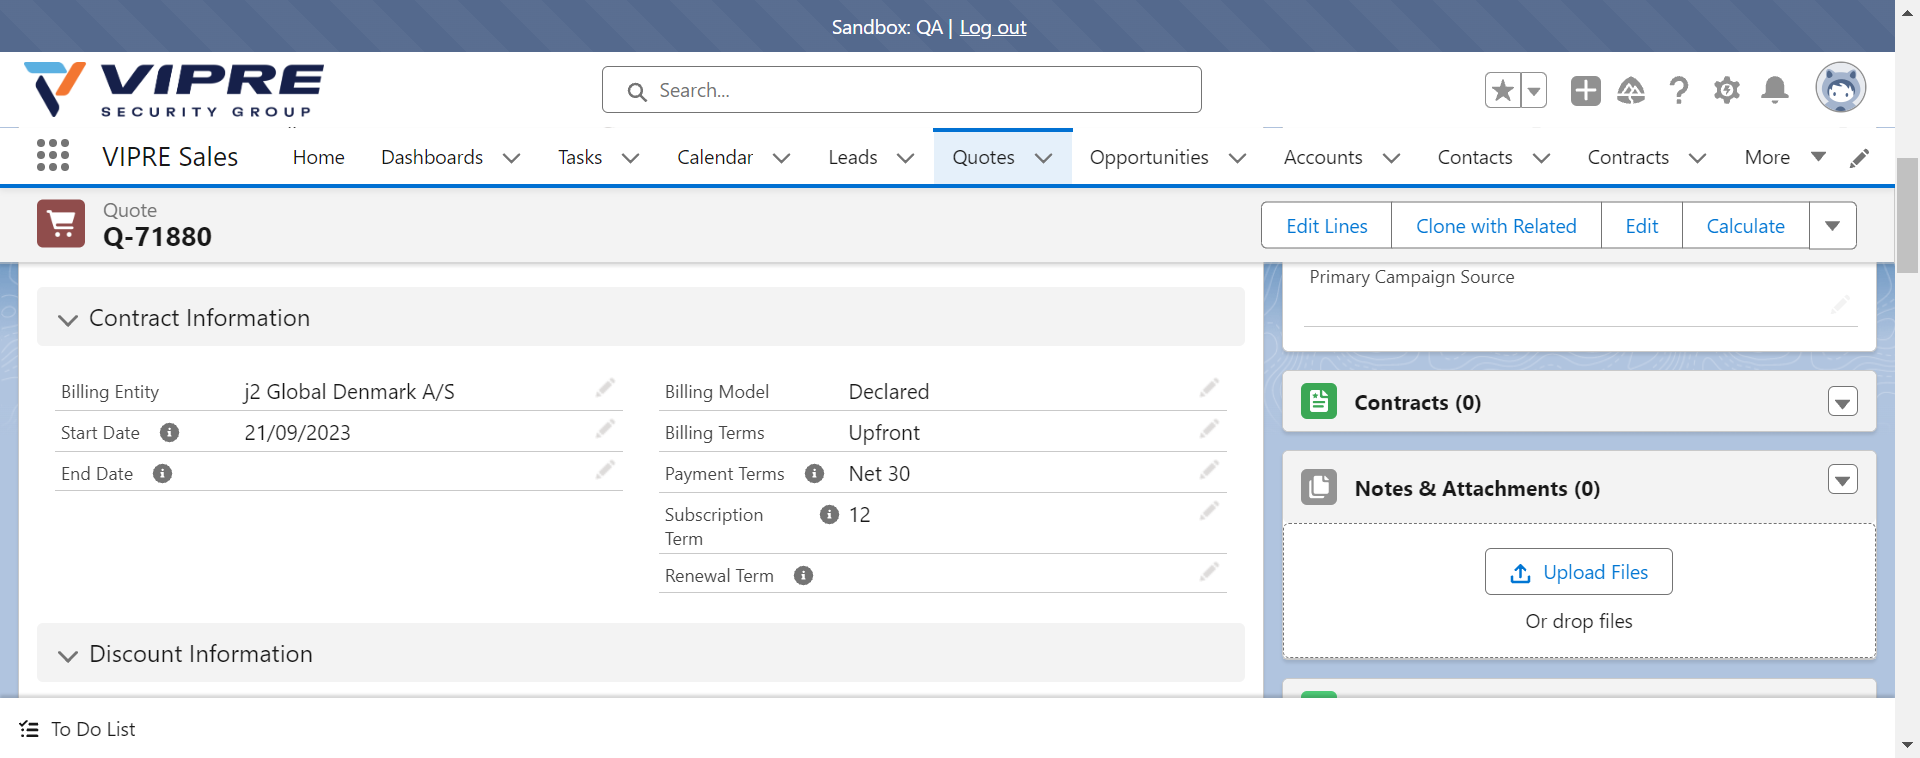 Sandbox: QA | Log out
VIPRE
SECURITY GROUP
Search...
VIPRE Sales Home Dashboards Tasks Calendar Leads Quotes Opportunities Accounts Contacts Contracts More
Quote
Q-71880
Edit Lines Clone with Related Edit Calculate
Primary Campaign Source
Contract Information
Billing Entity j2 Global Denmark A/S
Start Date 21/09/2023
End Date
Billing Model Declared
Billing Terms Upfront
Payment Terms Net 30
Subscription Term 12
Renewal Term
Discount Information
Contracts (0)
Notes & Attachments (0)
Upload Files
Or drop files
To Do List